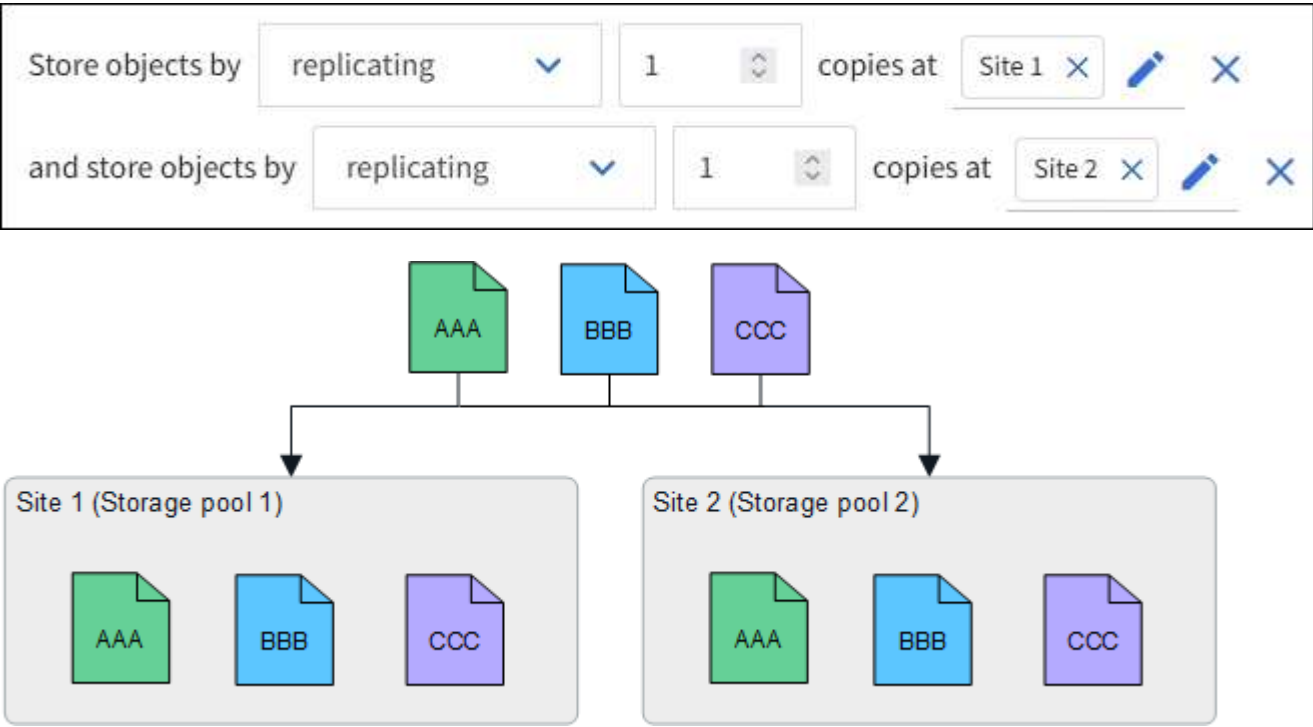 Store objects by replicating 1 copies at Site 1
and store objects by replicating 1 copies at Site 2
AAA BBB CCC
Site 1 (Storage pool 1) Site 2 (Storage pool 2)
AAA BBB CCC AAA BBB CCC